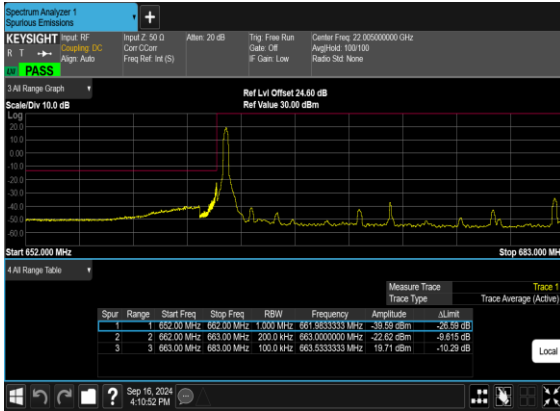 Spectrum Analyzer 1
Spurious Emissions
+
KEYSIGHT
R T
Input: RF
Coupling: DC
Align: Auto
Input Z: 50 Ω
Corr CCorr
Freq Ref: Int (S)
Atten: 20 dB
Trig: Free Run
Gate: Off
IF Gain: Low
Center Freq: 22.005000000 GHz
Avg|Hold: 100/100
Radio Std: None
PASS
3 All Range Graph
Scale/Div 10.0 dB
Ref Lvl Offset 24.60 dB
Ref Value 30.00 dBm
Log
20.0
10.0
0.00
-10.0
-20.0
-30.0
-40.0
-50.0
-60.0
Start 652.000 MHz
Stop 683.000 MH
4 All Range Table
Measure Trace Trace 1
Trace Type Trace Average (Active)
Spur Range Start Freq Stop Freq RBW Frequency Amplitude ΔLimit
1 1 652.00 MHz 662.00 MHz 1.000 MHz 661.9833333 MHz -39.59 dBm -26.59 dB
2 2 662.00 MHz 663.00 MHz 200.0 kHz 663.0000000 MHz -22.62 dBm -9.615 dB
3 3 663.00 MHz 683.00 MHz 100.0 kHz 663.5333333 MHz 19.71 dBm -10.29 dB
Local
?
Sep 16, 2024
4:10:52 PM